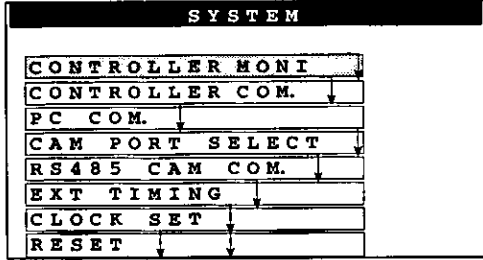 SYSTEM
CONTROLLER MONI
CONTROLLER COM.
PC COM.
CAM PORT SELECT
RS485 CAM COM.
EXT TIMING
CLOCK SET
RESET